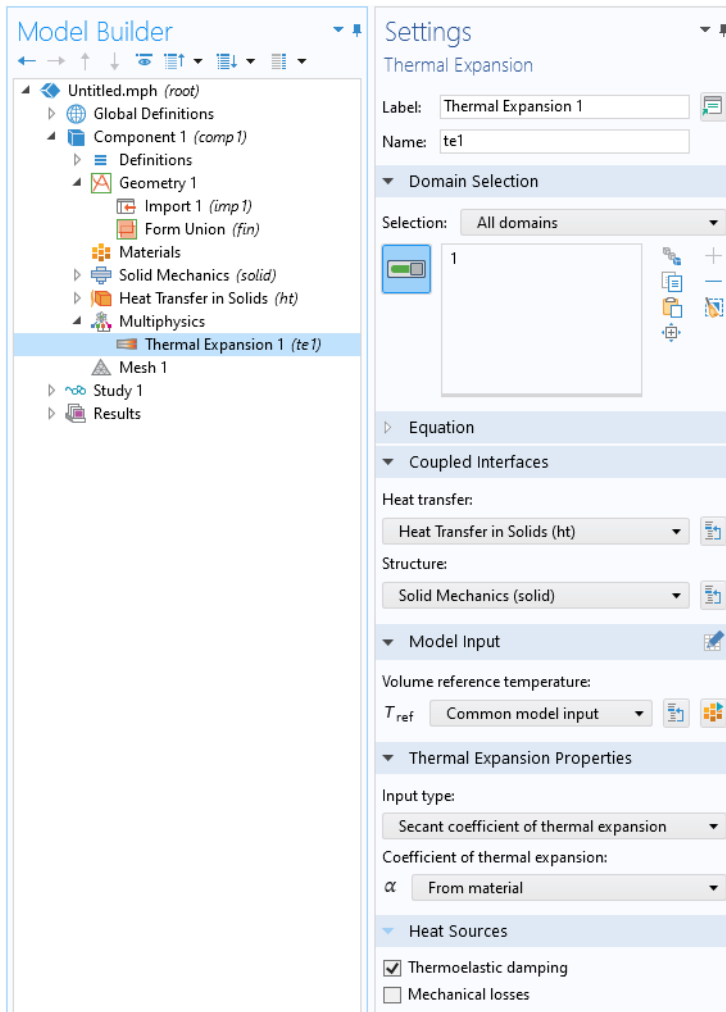 Model Builder
Untitled.mph (root)
Global Definitions
Component 1 (comp1)
Definitions
Geometry 1
Import 1 (imp1)
Form Union (fin)
Materials
Solid Mechanics (solid)
Heat Transfer in Solids (ht)
Multiphysics
Thermal Expansion 1 (te1)
Mesh 1
Study 1
Results
Settings
Thermal Expansion
Label: Thermal Expansion 1
Name: te1
Domain Selection
Selection: All domains
1
Equation
Coupled Interfaces
Heat transfer:
Heat Transfer in Solids (ht)
Structure:
Solid Mechanics (solid)
Model Input
Volume reference temperature:
Tref Common model input
Thermal Expansion Properties
Input type:
Secant coefficient of thermal expansion
Coefficient of thermal expansion:
α From material
Heat Sources
Thermoelastic damping
Mechanical losses